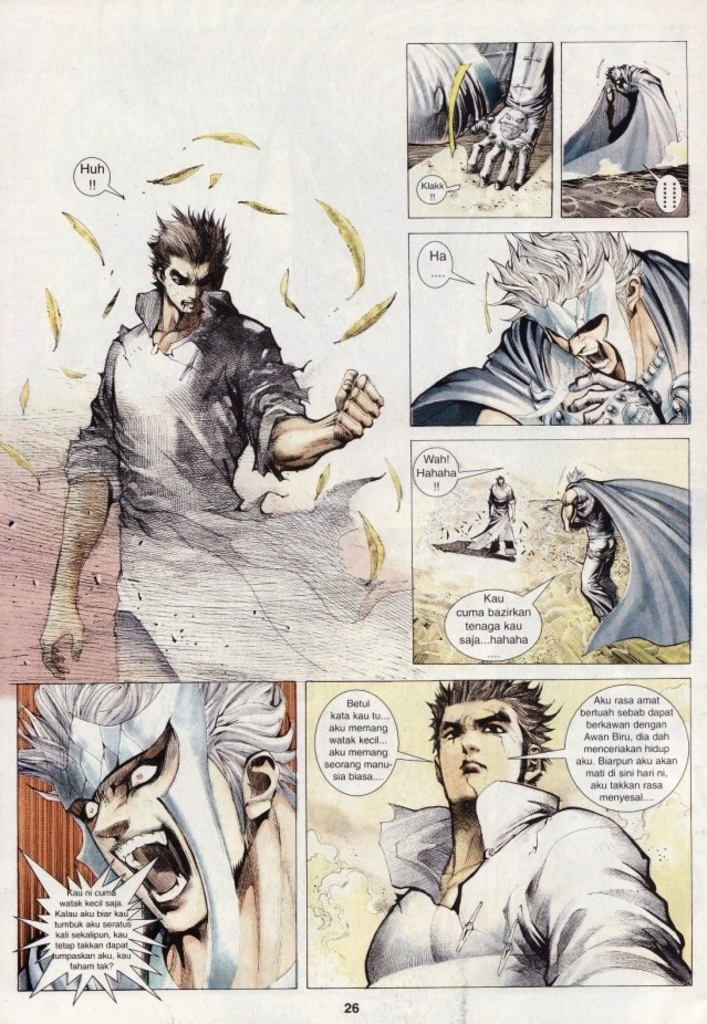 Huh
!!
Klakk
!!
Ha
....
Wah!
Hahaha
!!
Kau
cuma bazirkan
tenaga kau
saja...hahaha
....
Kau ni cuma
watak kecil saja.
Kalau aku biar kau
tumbuk aku seratus
kali sekalipun, kau
tetap takkan dapat
tumpaskan aku, kau
faham tak?
Betul
kata kau tu...
aku memang
watak kecil...
aku memang
seorang manu-
sia biasa....
Aku rasa amat
bertuah sebab dapat
berkawan dengan
Awan Biru, dia dah
menceriakan hidup
aku. Biarpun aku akan
mati di sini hari ni,
aku takkan rasa
menyesal....
26